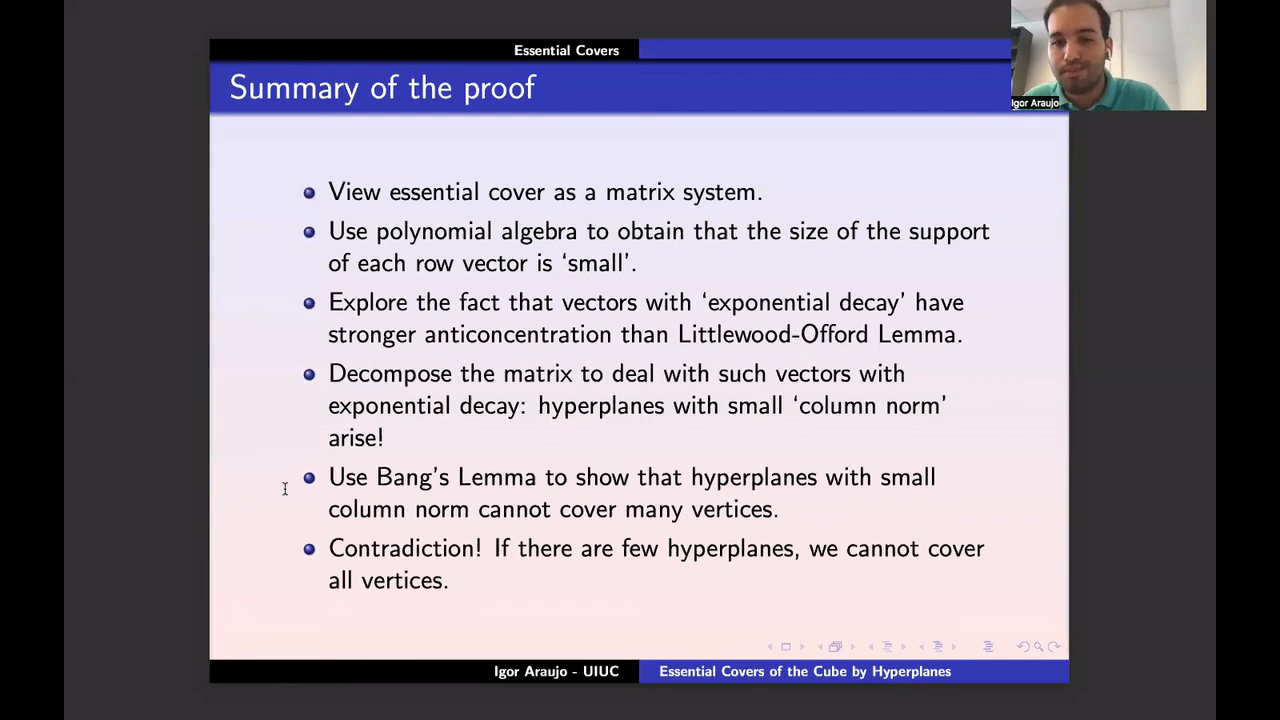 Essential Covers
Summary of the proof
Igor Araujo
View essential cover as a matrix system.
Use polynomial algebra to obtain that the size of the support
of each row vector is ‘small’.
Explore the fact that vectors with ‘exponential decay’ have
stronger anticoncentration than Littlewood-Offord Lemma.
Decompose the matrix to deal with such vectors with
exponential decay: hyperplanes with small ‘column norm’
arise!
Use Bang’s Lemma to show that hyperplanes with small
column norm cannot cover many vertices.
Contradiction! If there are few hyperplanes, we cannot cover
all vertices.
Igor Araujo - UIUC
Essential Covers of the Cube by Hyperplanes